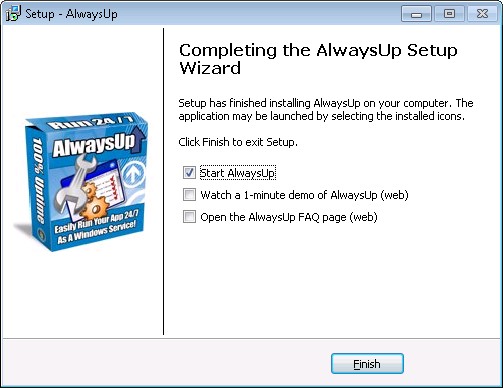 Setup - AlwaysUp
Completing the AlwaysUp Setup
Wizard
Setup has finished installing AlwaysUp on your computer. The
application may be launched by selecting the installed icons.
Click Finish to exit Setup.
Start AlwaysUp
Watch a 1-minute demo of AlwaysUp (web)
Open the AlwaysUp FAQ page (web)
Run 24/7
AlwaysUp
100% Uptime
Easily Run Your App 24/7
As A Windows Service!
Finish